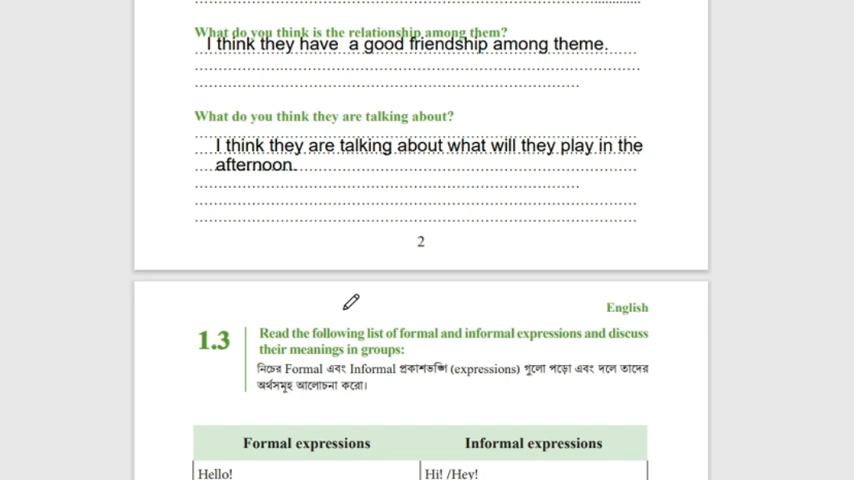 What do you think is the relationship among them?
I think they have a good friendship among theme.
What do you think they are talking about?
I think they are talking about what will they play in the
afternoon.
2
English
1.3
Read the following list of formal and informal expressions and discuss
their meanings in groups:
নিচের Formal এবং Informal প্রকাশভঙ্গি (expressions) গুলো পড়ো এবং দলে তাদের
অর্থসমূহ আলোচনা করো।
Formal expressions Informal expressions
Hello! Hi! /Hey!